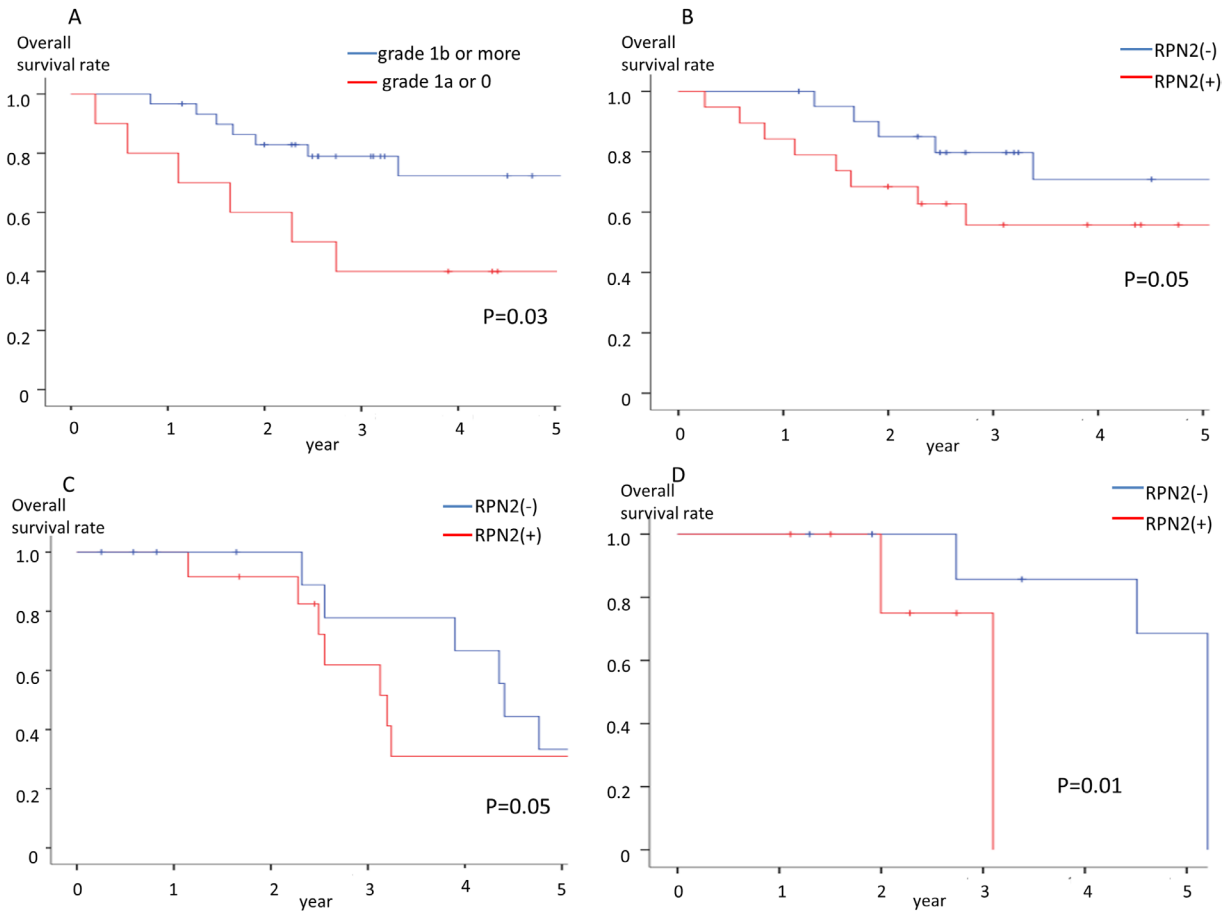 A
Overall
survival rate
grade 1b or more
grade 1a or 0
1.0
0.8
0.6
0.4
0.2
0
P=0.03
0 1 2 3 4 5
year
B
Overall
survival rate
RPN2(-)
RPN2(+)
1.0
0.8
0.6
0.4
0.2
0
P=0.05
0 1 2 3 4 5
year
C
Overall
survival rate
RPN2(-)
RPN2(+)
1.0
0.8
0.6
0.4
0.2
0
P=0.05
0 1 2 3 4 5
year
D
Overall
survival rate
RPN2(-)
RPN2(+)
1.0
0.8
0.6
0.4
0.2
0
P=0.01
0 1 2 3 4 5
year